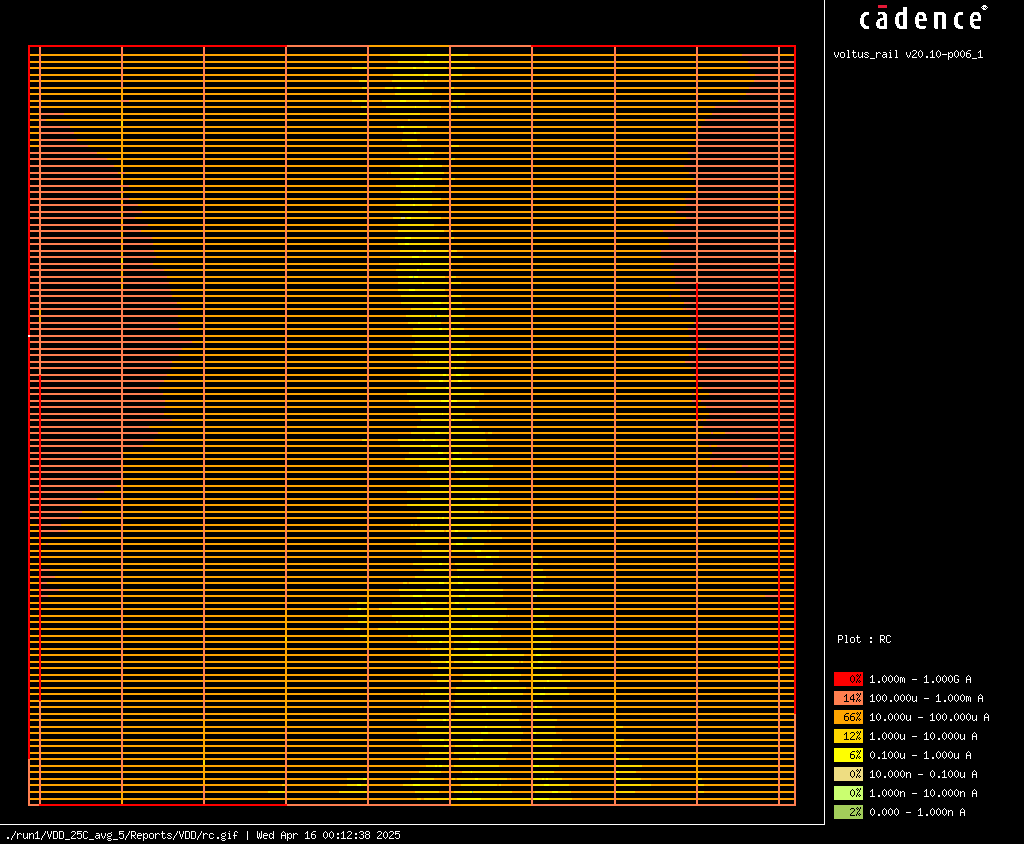 cādence®
voltus_rail v20.10-p006_1
Plot : RC
0% 1.000m - 1.000G A
14% 100.000u - 1.000m A
66% 10.000u - 100.000u A
12% 1.000u - 10.000u A
6% 0.100u - 1.000u A
0% 10.000n - 0.100u A
0% 1.000n - 10.000n A
2% 0.000 - 1.000n A
./run1/VDD_25C_avg_5/Reports/VDD/rc.gif | Wed Apr 16 00:12:38 2025